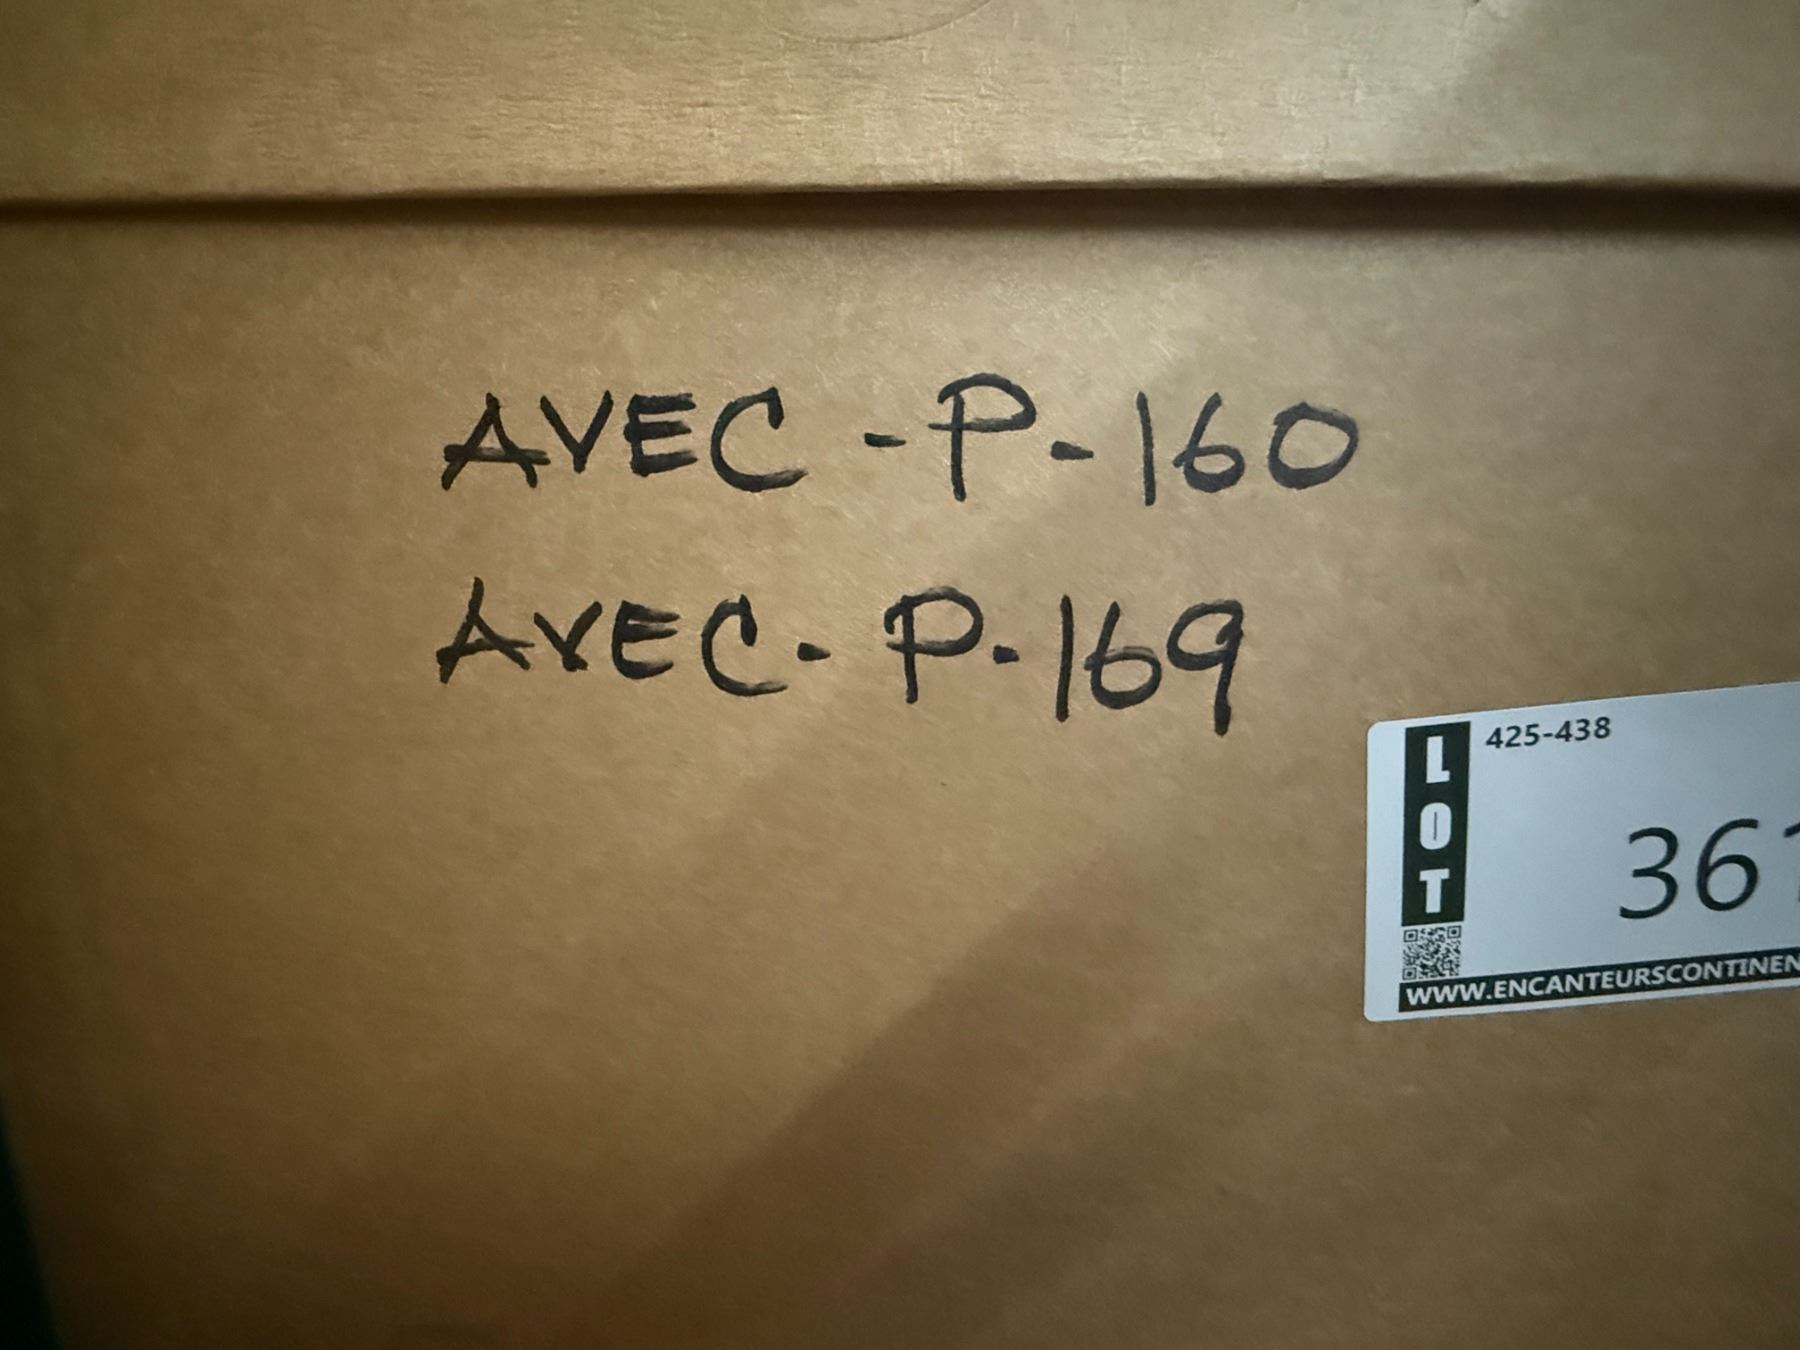 AVEC - P - 160
AVEC - P - 169
LOT
425-438
36
WWW.ENCANTEURSCONTINEN